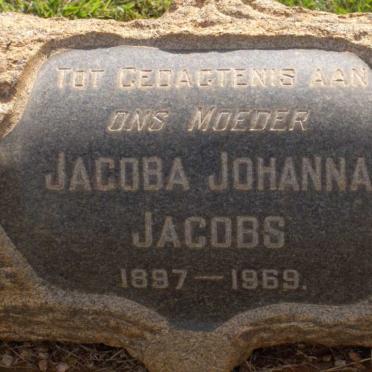 TOT GEDAGTENIS AAN
ONS MOEDER
JACOBA JOHANNA
JACOBS
1897—1969.